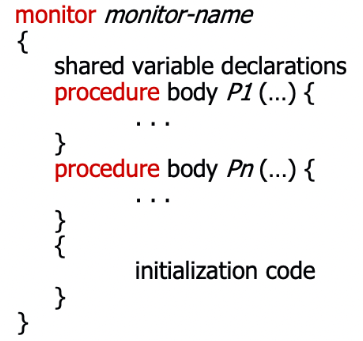 monitor monitor-name
{
shared variable declarations
procedure body P1 (…) {
. . .
}
procedure body Pn (…) {
. . .
}
{
initialization code
}
}